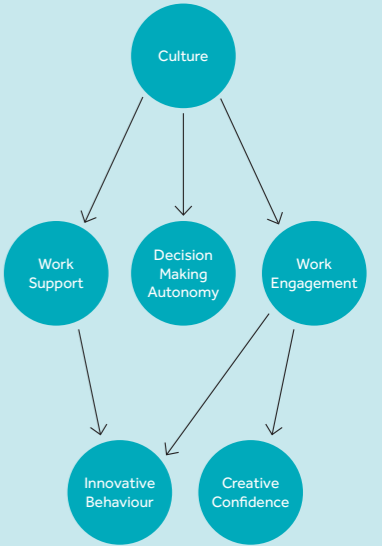 Culture
Work
Support
Decision
Making
Autonomy
Work
Engagement
Innovative
Behaviour
Creative
Confidence